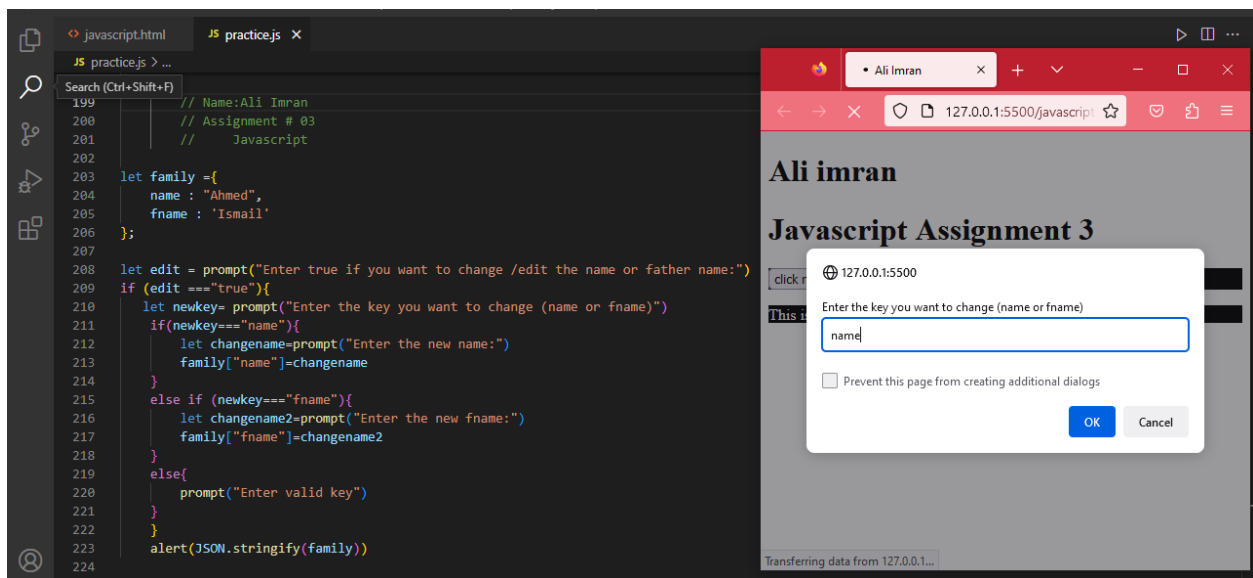 javascript.html
JS practice.js
JS practice.js > ...
Search (Ctrl+Shift+F)
199 // Name:Ali Imran
200 // Assignment # 03
201 // Javascript
202
203 let family ={
204 name : "Ahmed",
205 fname : 'Ismail'
206 };
207
208 let edit = prompt("Enter true if you want to change /edit the name or father name:")
209 if (edit ==="true"){
210 let newkey= prompt("Enter the key you want to change (name or fname)")
211 if(newkey==="name"){
212 let changename=prompt("Enter the new name:")
213 family["name"]=changename
214 }
215 else if (newkey==="fname"){
216 let changename2=prompt("Enter the new fname:")
217 family["fname"]=changename2
218 }
219 else{
220 prompt("Enter valid key")
221 }
222 }
223 alert(JSON.stringify(family))
224
• Ali Imran
127.0.0.1:5500/javascript
Ali imran
Javascript Assignment 3
click
This
127.0.0.1:5500
Enter the key you want to change (name or fname)
name
Prevent this page from creating additional dialogs
OK Cancel
Transferring data from 127.0.0.1...